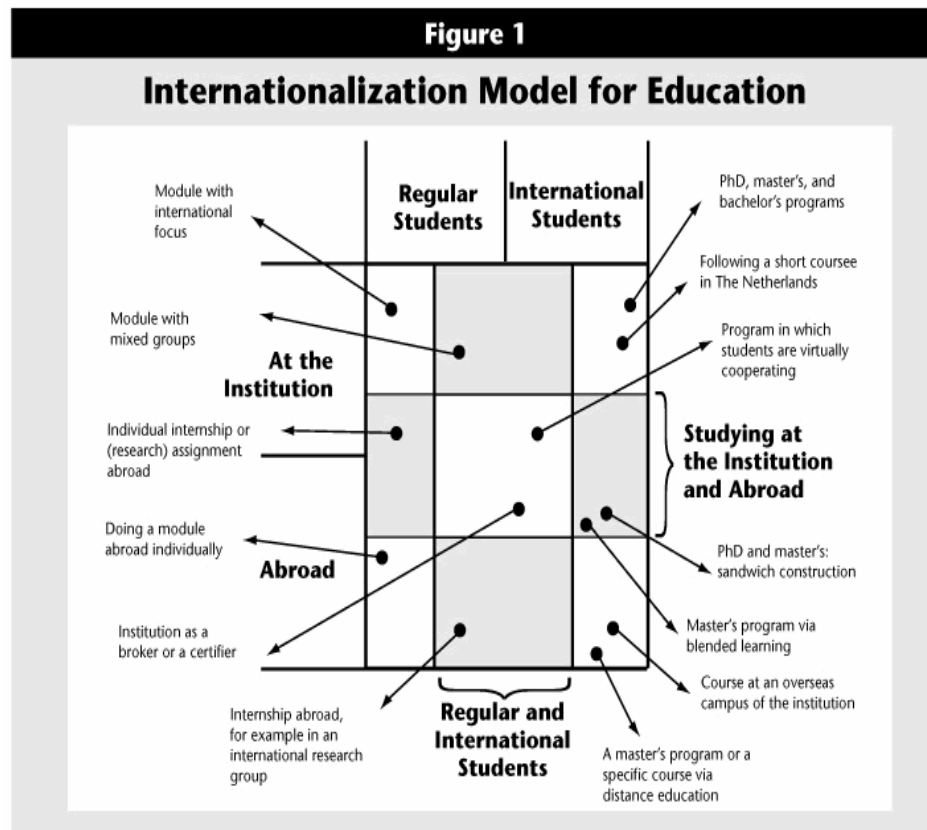 Figure 1
Internationalization Model for Education
Regular
Students
International
Students
Module with
international
focus
Module with
mixed groups
At the
Institution
Individual internship or
(research) assignment
abroad
Doing a module
abroad individually
Abroad
Institution as a
broker or a certifier
Internship abroad,
for example in an
international research
group
Regular and
International
Students
PhD, master's, and
bachelor's programs
Following a short coursee
in The Netherlands
Program in which
students are virtually
cooperating
Studying at
the Institution
and Abroad
PhD and master's:
sandwich construction
Master's program via
blended learning
Course at an overseas
campus of the institution
A master's program or a
specific course via
distance education